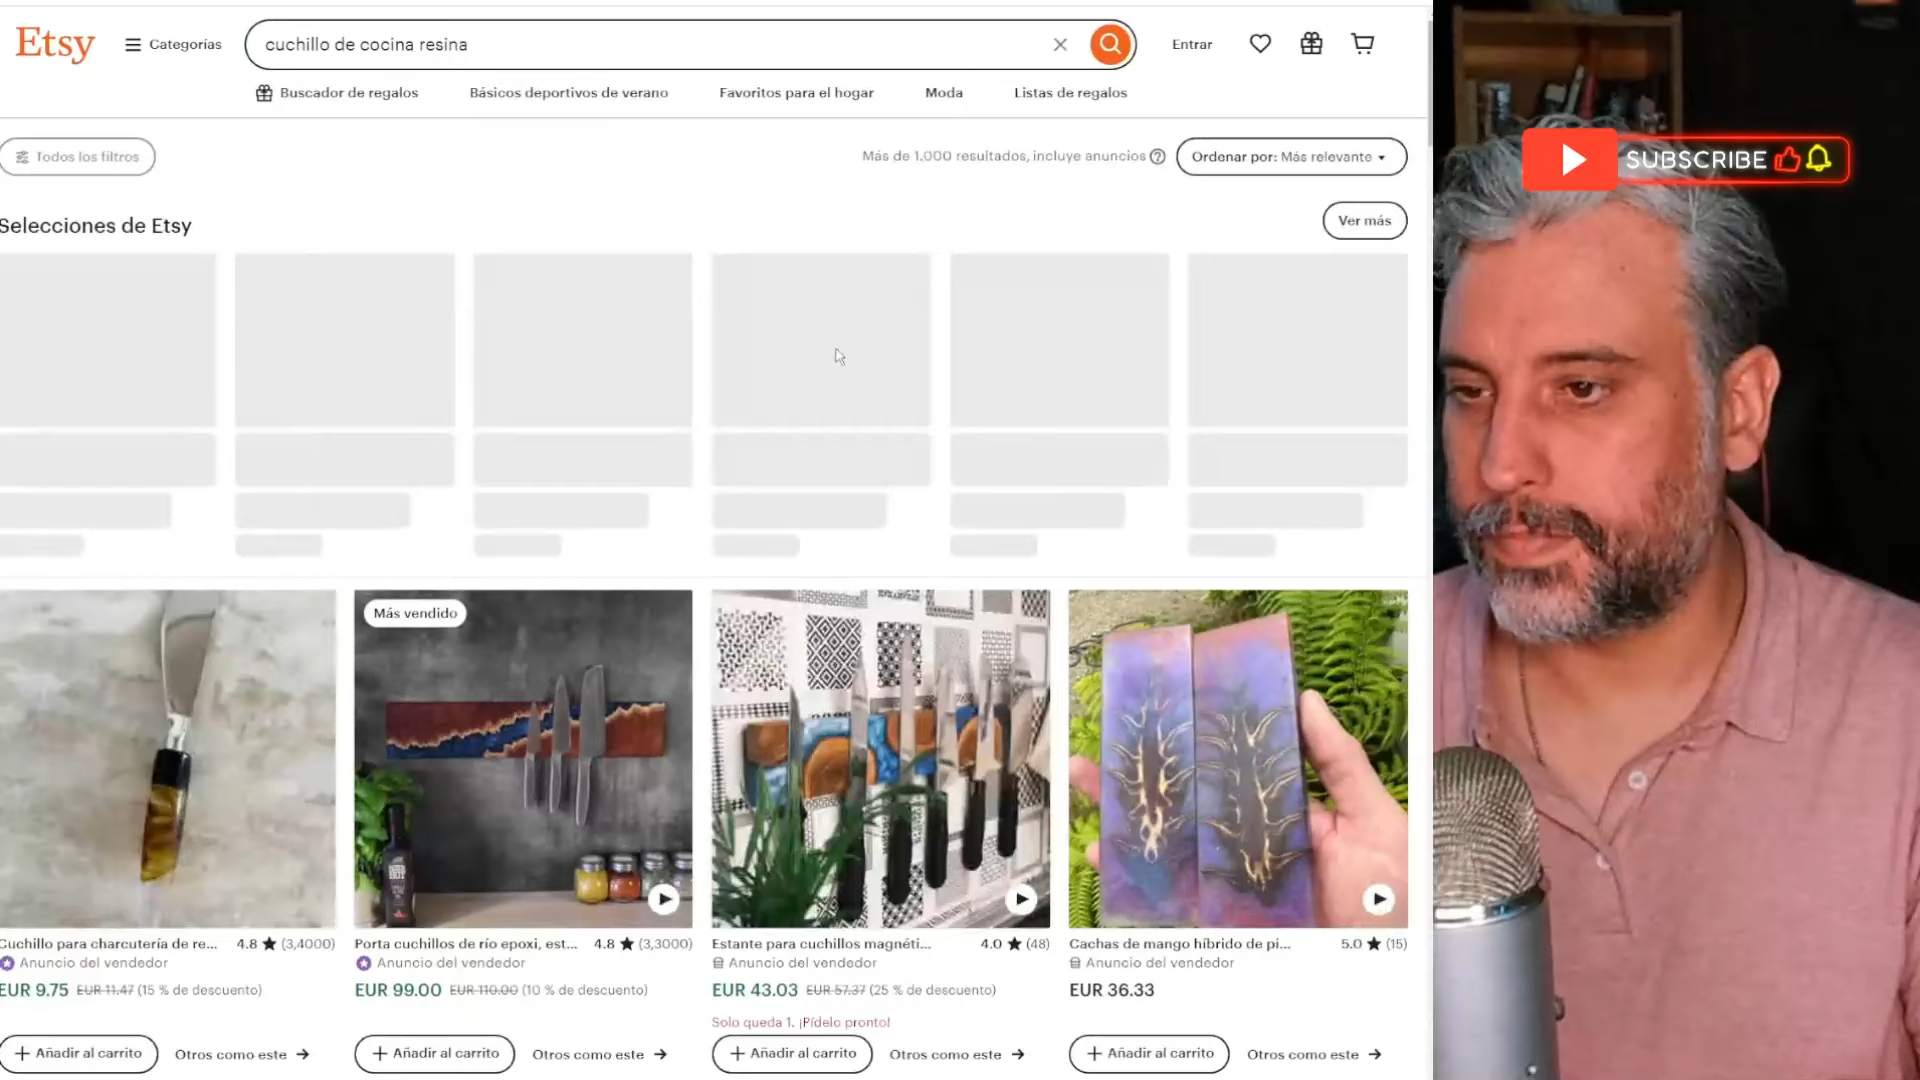 Etsy
Categorías
cuchillo de cocina resina
Entrar
Buscador de regalos
Básicos deportivos de verano
Favoritos para el hogar
Moda
Listas de regalos
Todos los filtros
Más de 1.000 resultados, incluye anuncios
Ordenar por: Más relevante
SUBSCRIBE
Selecciones de Etsy
Ver más
Más vendido
Cuchillo para charcutería de re... 4.8 ★ (3,4000)
Anuncio del vendedor
EUR 9.75 EUR 11.47 (15 % de descuento)
+ Añadir al carrito
Otros como este →
Porta cuchillos de río epoxi, est... 4.8 ★ (3,3000)
Anuncio del vendedor
EUR 99.00 EUR 110.00 (10 % de descuento)
+ Añadir al carrito
Otros como este →
Estante para cuchillos magnéti... 4.0 ★ (48)
Anuncio del vendedor
EUR 43.03 EUR 57.37 (25 % de descuento)
Solo queda 1. ¡Pídelo pronto!
+ Añadir al carrito
Otros como este →
Cachas de mango híbrido de pi... 5.0 ★ (15)
Anuncio del vendedor
EUR 36.33
+ Añadir al carrito
Otros como este →